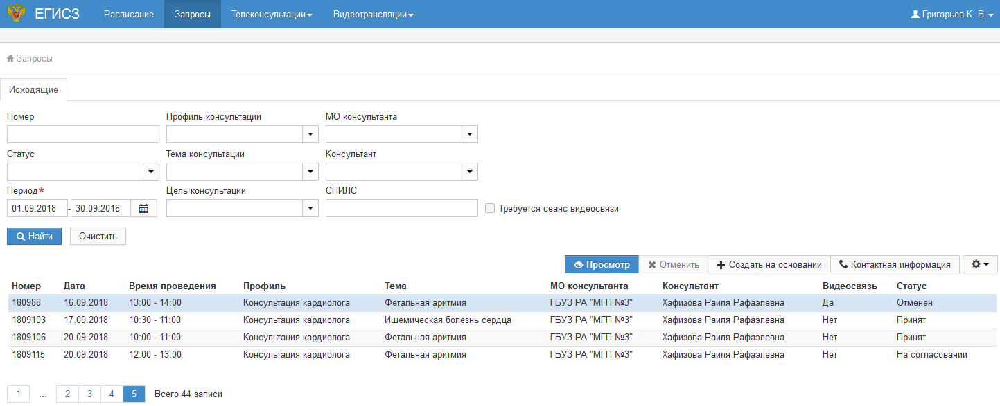 ЕГИСЗ Расписание Запросы Телеконсультации Видеотрансляции Григорьев К. В.
Запросы
Исходящие
Номер Профиль консультации МО консультанта
Статус Тема консультации Консультант
Период* Цель консультации СНИЛС
01.09.2018 - 30.09.2018 Требуется сеанс видеосвязи
Найти Очистить
Просмотр Отменить Создать на основании Контактная информация
Номер Дата Время проведения Профиль Тема МО консультанта Консультант Видеосвязь Статус
180988 16.09.2018 13:00 - 14:00 Консультация кардиолога Фетальная аритмия ГБУЗ РА "МГП №3" Хафизова Раиля Рафаэлевна Да Отменен
1809103 17.09.2018 10:30 - 11:00 Консультация кардиолога Ишемическая болезнь сердца ГБУЗ РА "МГП №3" Хафизова Раиля Рафаэлевна Нет Принят
1809106 20.09.2018 10:00 - 11:00 Консультация кардиолога Фетальная аритмия ГБУЗ РА "МГП №3" Хафизова Раиля Рафаэлевна Нет Принят
1809115 20.09.2018 12:00 - 13:00 Консультация кардиолога Фетальная аритмия ГБУЗ РА "МГП №3" Хафизова Раиля Рафаэлевна Нет На согласовании
1 ... 2 3 4 5 Всего 44 записи